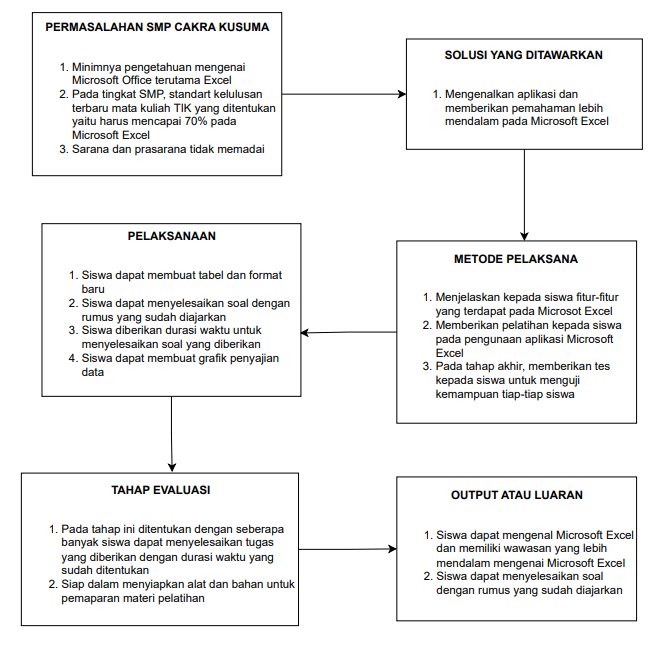 PERMASALAHAN SMP CAKRA KUSUMA
1. Minimnya pengetahuan mengenai
Microsoft Office terutama Excel
2. Pada tingkat SMP, standart kelulusan
terbaru mata kuliah TIK yang ditentukan
yaitu harus mencapai 70% pada
Microsoft Excel
3. Sarana dan prasarana tidak memadai
SOLUSI YANG DITAWARKAN
1. Mengenalkan aplikasi dan
memberikan pemahaman lebih
mendalam pada Microsoft Excel
METODE PELAKSANA
1. Menjelaskan kepada siswa fitur-fitur
yang terdapat pada Microsot Excel
2. Memberikan pelatihan kepada siswa
pada pengunaan aplikasi Microsoft
Excel
3. Pada tahap akhir, memberikan tes
kepada siswa untuk menguji
kemampuan tiap-tiap siswa
PELAKSANAAN
1. Siswa dapat membuat tabel dan format
baru
2. Siswa dapat menyelesaikan soal dengan
rumus yang sudah diajarkan
3. Siswa diberikan durasi waktu untuk
menyelesaikan soal yang diberikan
4. Siswa dapat membuat grafik penyajian
data
TAHAP EVALUASI
1. Pada tahap ini ditentukan dengan seberapa
banyak siswa dapat menyelesaikan tugas
yang diberikan dengan durasi waktu yang
sudah ditentukan
2. Siap dalam menyiapkan alat dan bahan untuk
pemaparan materi pelatihan
OUTPUT ATAU LUARAN
1. Siswa dapat mengenal Microsoft Excel
dan memiliki wawasan yang lebih
mendalam mengenai Microsoft Excel
2. Siswa dapat menyelesaikan soal
dengan rumus yang sudah diajarkan